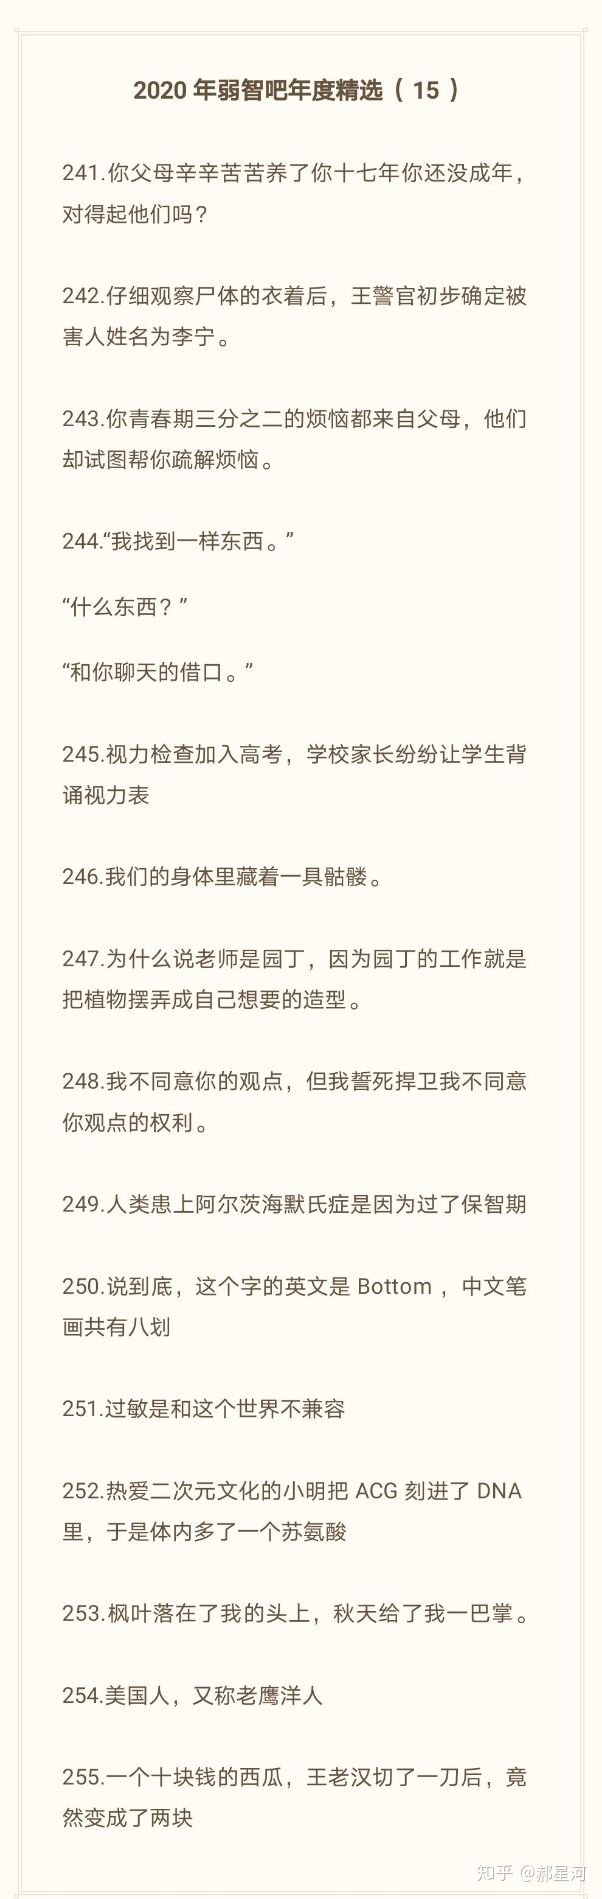 2020 年弱智吧年度精选（ 15 ）
241.你父母辛辛苦苦养了你十七年你还没成年，
对得起他们吗？
242.仔细观察尸体的衣着后，王警官初步确定被
害人姓名为李宁。
243.你青春期三分之二的烦恼都来自父母，他们
却试图帮你疏解烦恼。
244.“我找到一样东西。”
“什么东西？”
“和你聊天的借口。”
245.视力检查加入高考，学校家长纷纷让学生背
诵视力表
246.我们的身体里藏着一具骷髅。
247.为什么说老师是园丁，因为园丁的工作就是
把植物摆弄成自己想要的造型。
248.我不同意你的观点，但我誓死捍卫我不同意
你观点的权利。
249.人类患上阿尔茨海默氏症是因为过了保智期
250.说到底，这个字的英文是 Bottom ，中文笔
画共有八划
251.过敏是和这个世界不兼容
252.热爱二次元文化的小明把 ACG 刻进了 DNA
里，于是体内多了一个苏氨酸
253.枫叶落在了我的头上，秋天给了我一巴掌。
254.美国人，又称老鹰洋人
255.一个十块钱的西瓜，王老汉切了一刀后，竟
然变成了两块
知乎 @郝星河